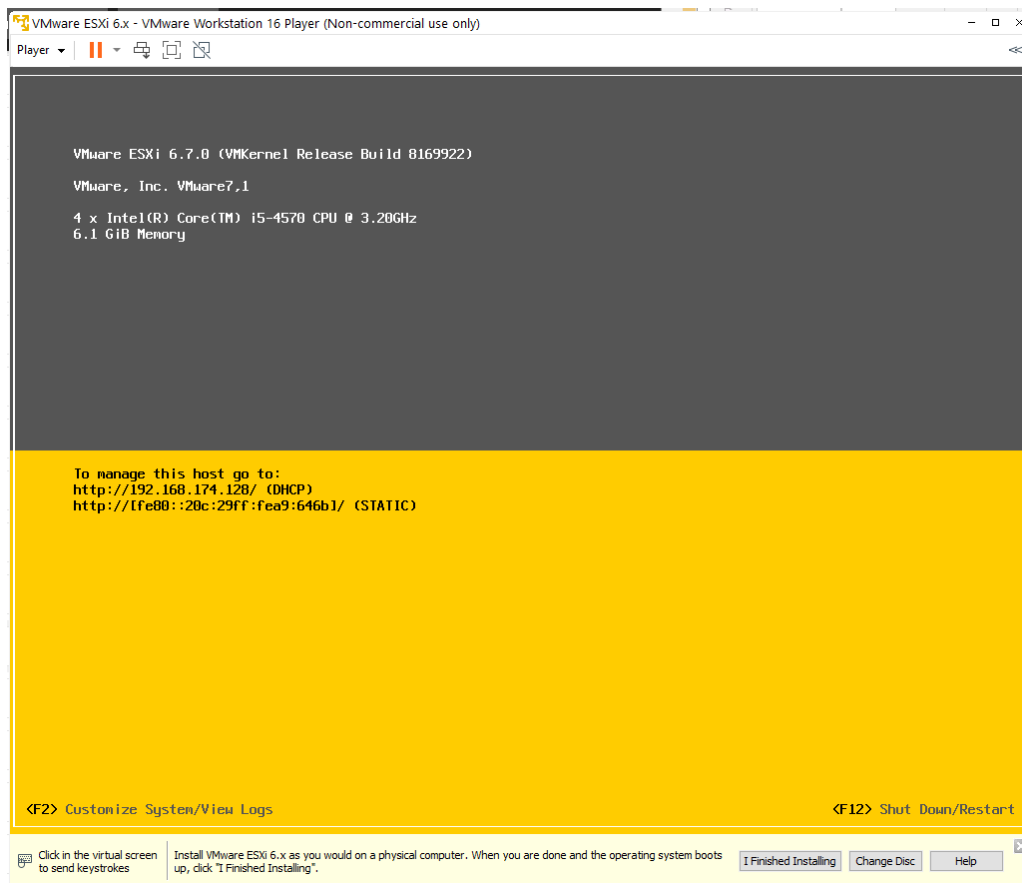 VMware ESXi 6.x - VMware Workstation 16 Player (Non-commercial use only)
Player
VMware ESXi 6.7.0 (VMKernel Release Build 8169922)
VMware, Inc. VMware7,1
4 x Intel(R) Core(TM) i5-4570 CPU @ 3.20GHz
6.1 GiB Memory
To manage this host go to:
http://192.168.174.128/ (DHCP)
http://[fe80::20c:29ff:fea9:646b]/ (STATIC)
<F2> Customize System/View Logs
<F12> Shut Down/Restart
Click in the virtual screen
to send keystrokes
Install VMware ESXi 6.x as you would on a physical computer. When you are done and the operating system boots
up, click "I Finished Installing".
I Finished Installing
Change Disc
Help